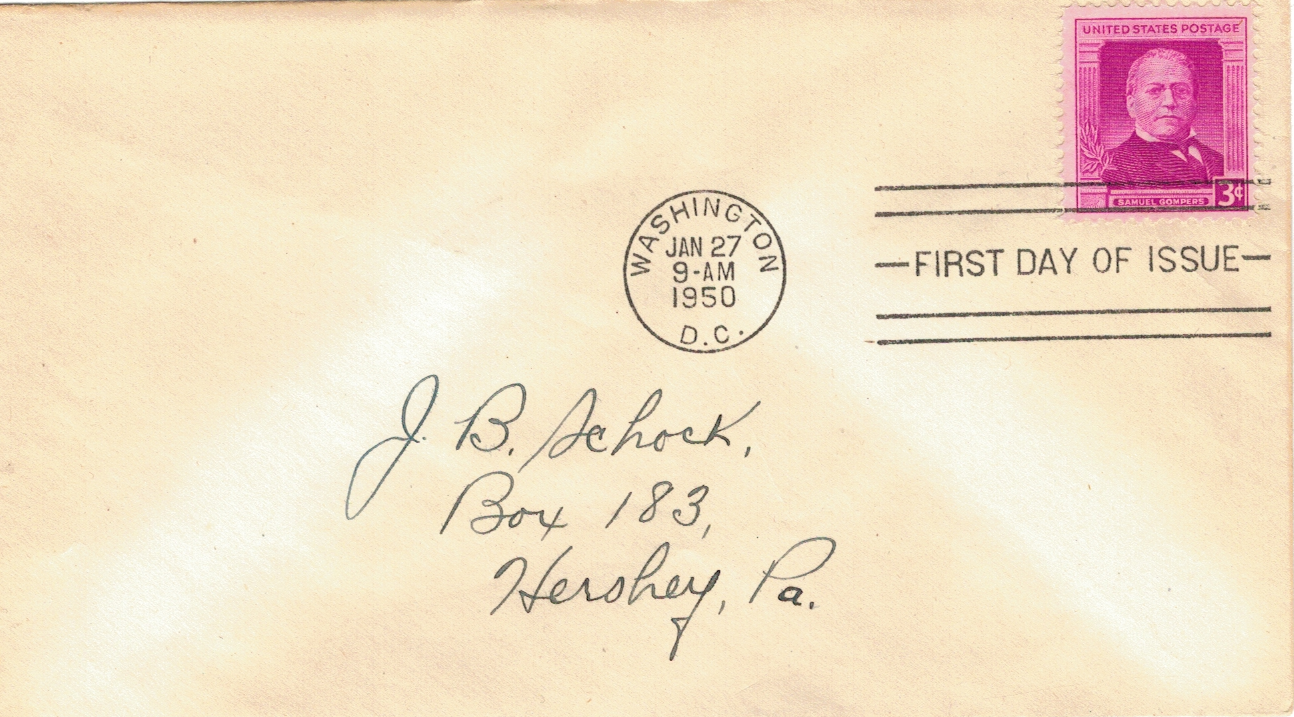 UNITED STATES POSTAGE
SAMUEL GOMPERS
3¢
WASHINGTON
JAN 27
9-AM
1950
D.C.
FIRST DAY OF ISSUE
J. B. Schock,
Box 183,
Hershey, Pa.